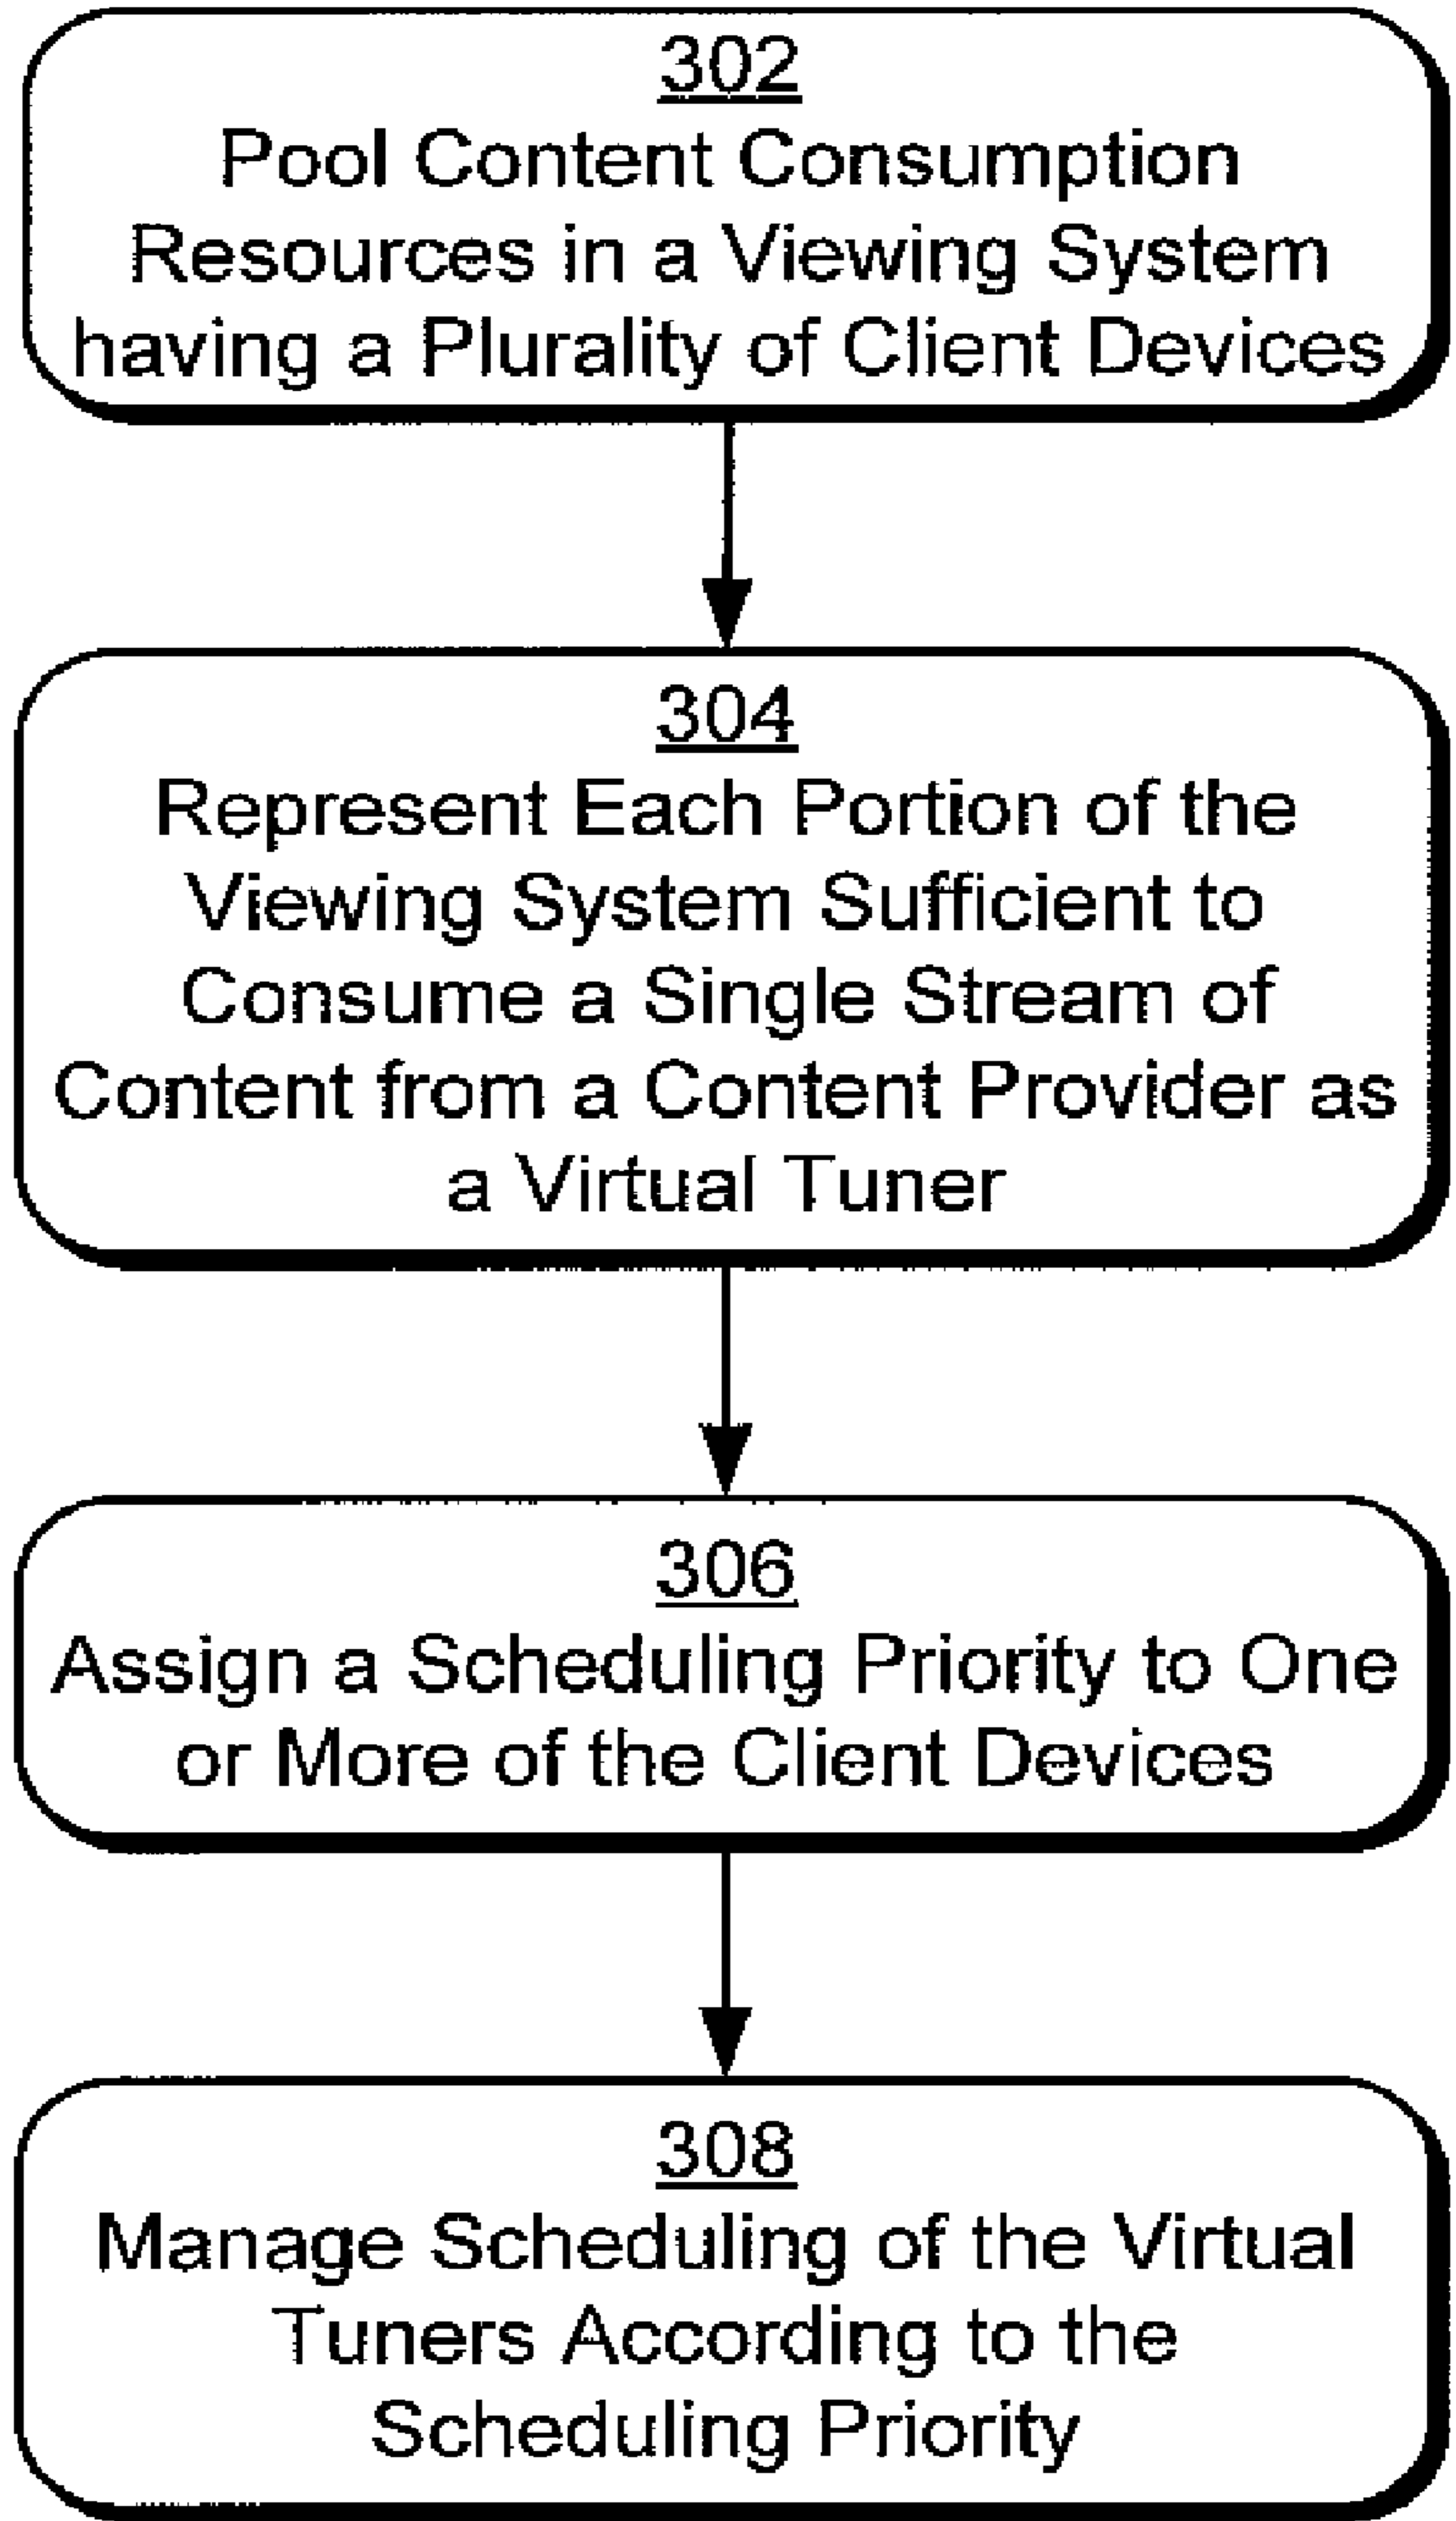 302
Pool Content Consumption
Resources in a Viewing System
having a Plurality of Client Devices
304
Represent Each Portion of the
Viewing System Sufficient to
Consume a Single Stream of
Content from a Content Provider as
a Virtual Tuner
306
Assign a Scheduling Priority to One
or More of the Client Devices
308
Manage Scheduling of the Virtual
Tuners According to the
Scheduling Priority